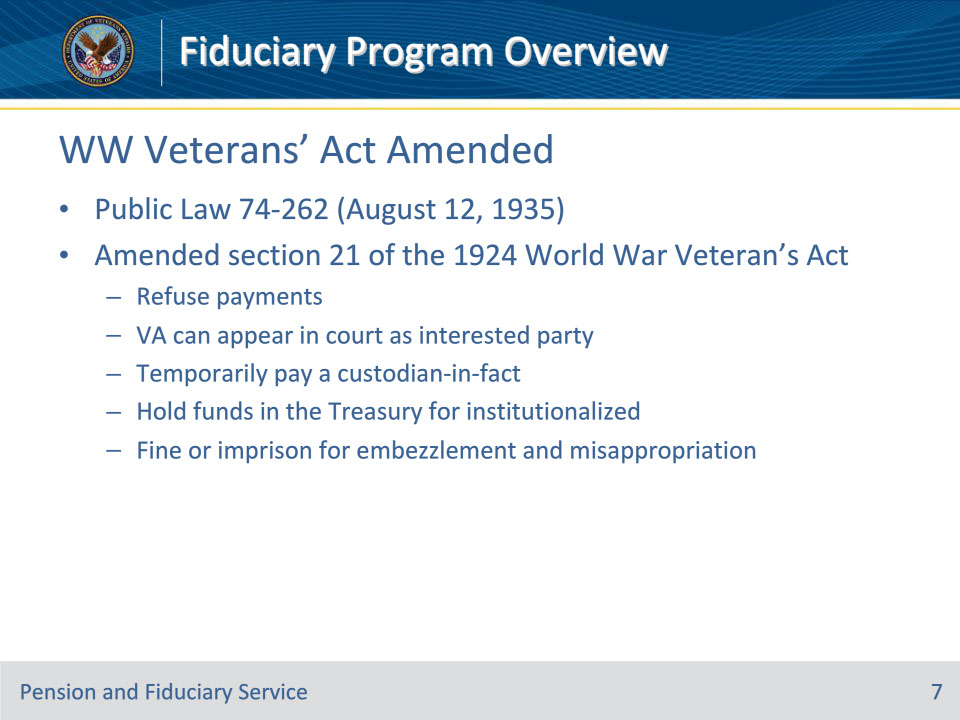 Fiduciary Program Overview
WW Veterans’ Act Amended
• Public Law 74-262 (August 12, 1935)
• Amended section 21 of the 1924 World War Veteran’s Act
– Refuse payments
– VA can appear in court as interested party
– Temporarily pay a custodian-in-fact
– Hold funds in the Treasury for institutionalized
– Fine or imprison for embezzlement and misappropriation
Pension and Fiduciary Service 7